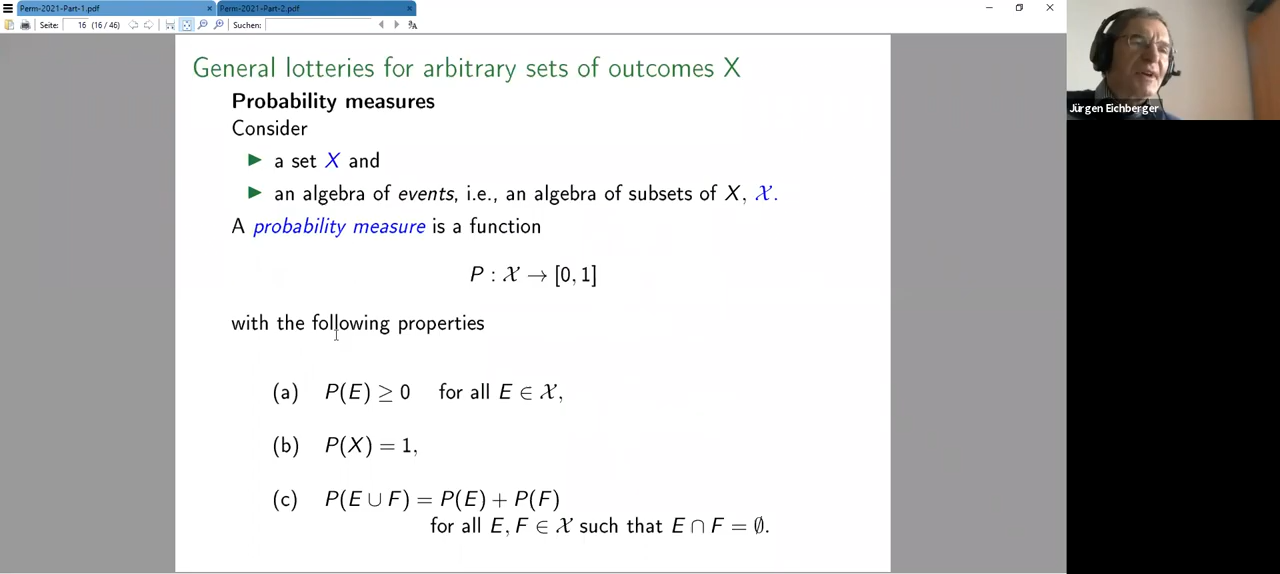 Perm-2021-Part-1.pdf × Perm-2021-Part-2.pdf ×
Seite: 16 (16 / 46) Suchen:
General lotteries for arbitrary sets of outcomes X
Probability measures
Consider
▶ a set X and
▶ an algebra of events, i.e., an algebra of subsets of X, 𝒳.
A probability measure is a function
P : 𝒳 → [0, 1]
with the following properties
(a) P(E) ≥ 0 for all E ∈ 𝒳,
(b) P(X) = 1,
(c) P(E ∪ F) = P(E) + P(F)
for all E, F ∈ 𝒳 such that E ∩ F = ∅.
Jürgen Eichberger